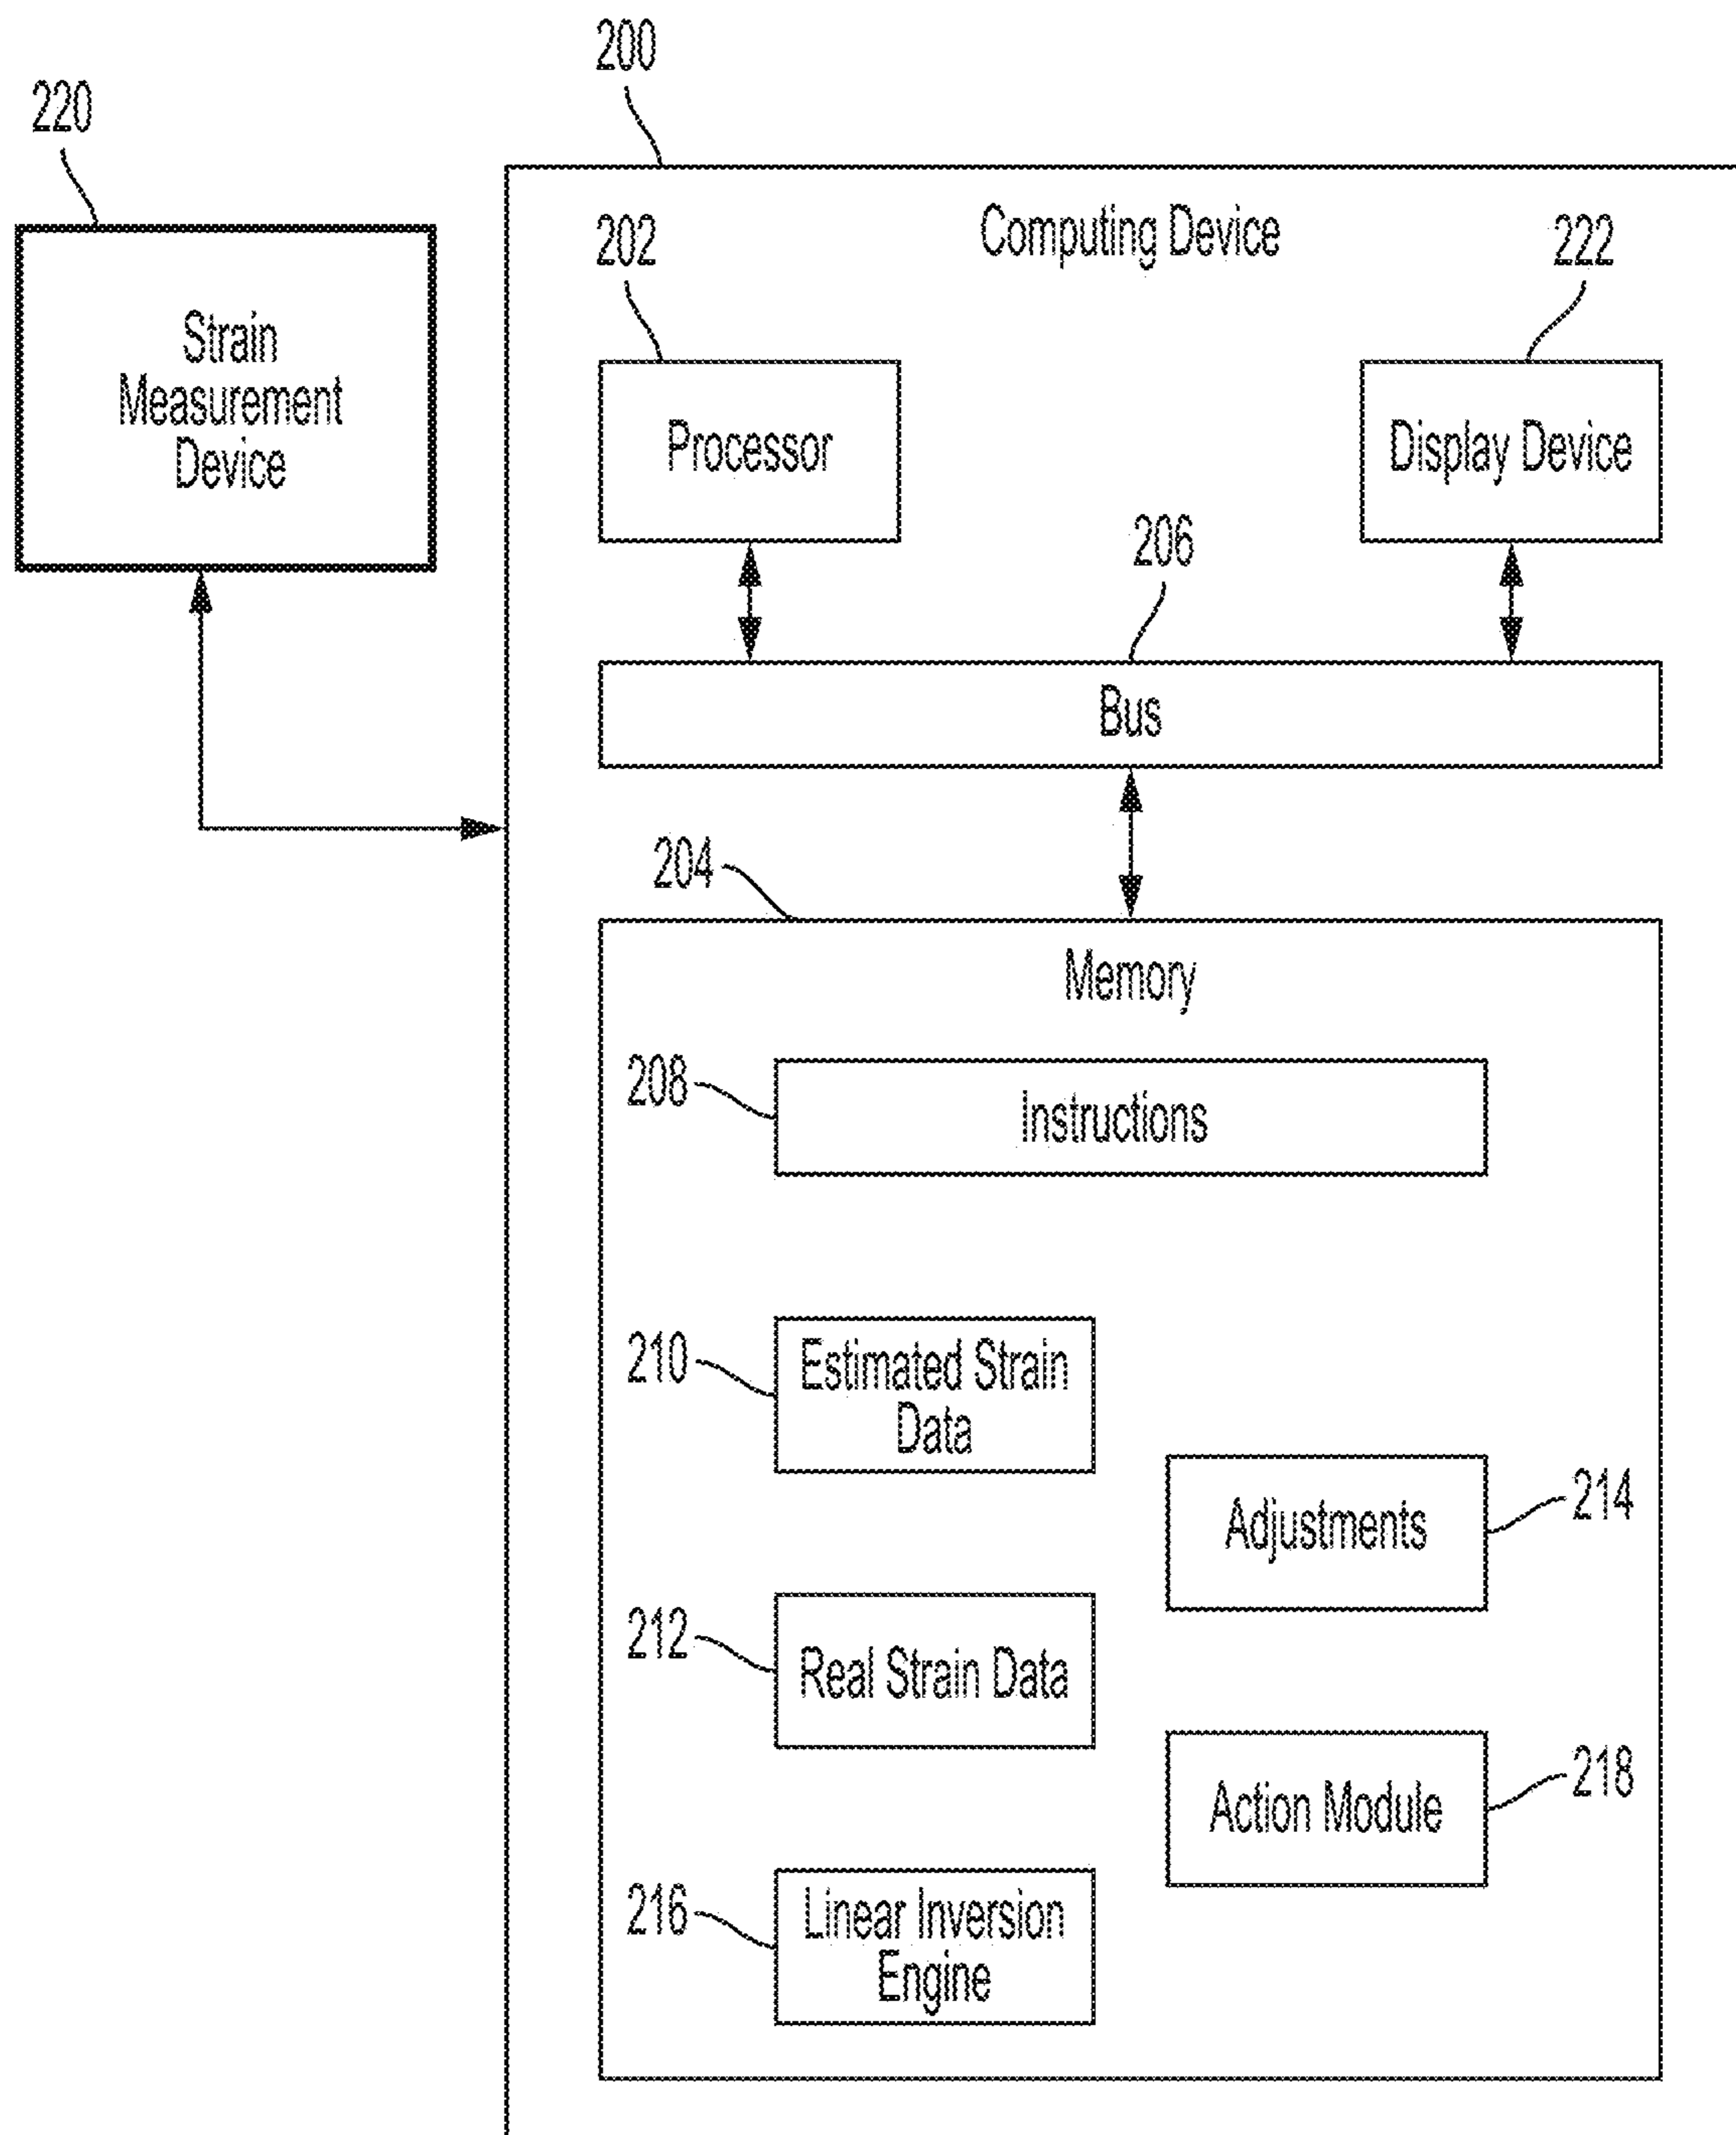 200
220
Computing Device
202
222
Strain
Measurement
Device
Processor
Display Device
206
Bus
204
Memory
208
Instructions
210
Estimated Strain
Data
Adjustments
214
212
Real Strain Data
Action Module
218
216
Linear Inversion
Engine